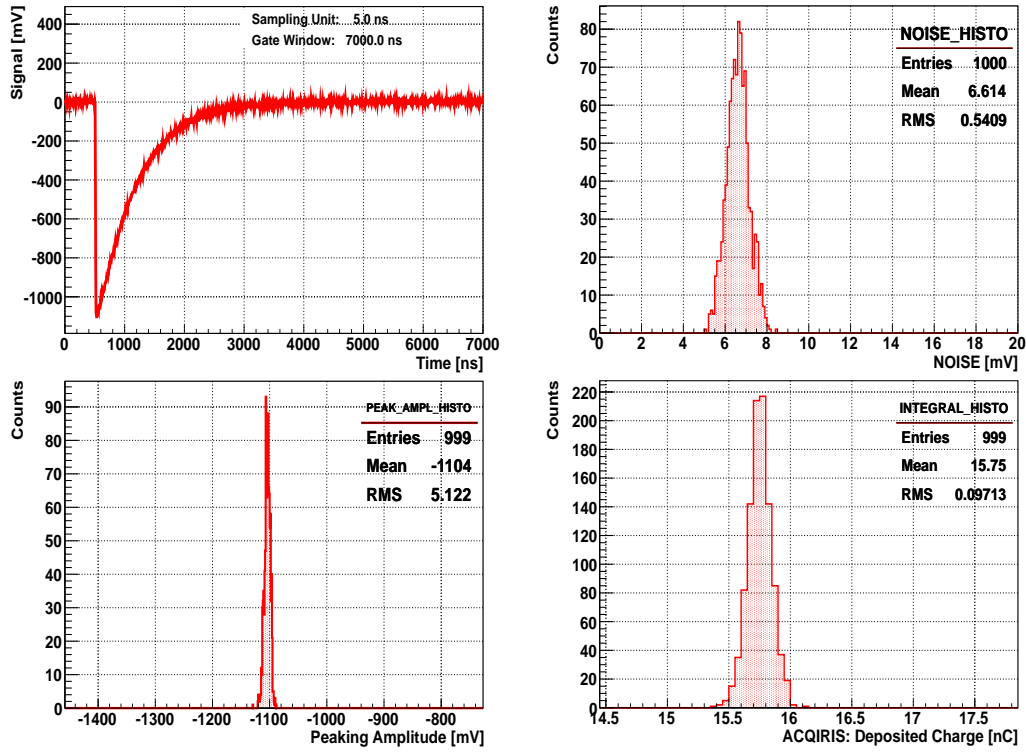 Signal [mV]
400
200
0
-200
-400
-600
-800
-1000
Sampling Unit: 5.0 ns
Gate Window: 7000.0 ns
0 1000 2000 3000 4000 5000 6000 7000
Time [ns]
Counts
80
70
60
50
40
30
20
10
0
NOISE_HISTO
Entries 1000
Mean 6.614
RMS 0.5409
0 2 4 6 8 10 12 14 16 18 20
NOISE [mV]
Counts
90
80
70
60
50
40
30
20
10
0
PEAK_AMPL_HISTO
Entries 999
Mean -1104
RMS 5.122
-1400 -1300 -1200 -1100 -1000 -900 -800
Peaking Amplitude [mV]
Counts
220
200
180
160
140
120
100
80
60
40
20
0
INTEGRAL_HISTO
Entries 999
Mean 15.75
RMS 0.09713
14.5 15 15.5 16 16.5 17 17.5
ACQIRIS: Deposited Charge [nC]